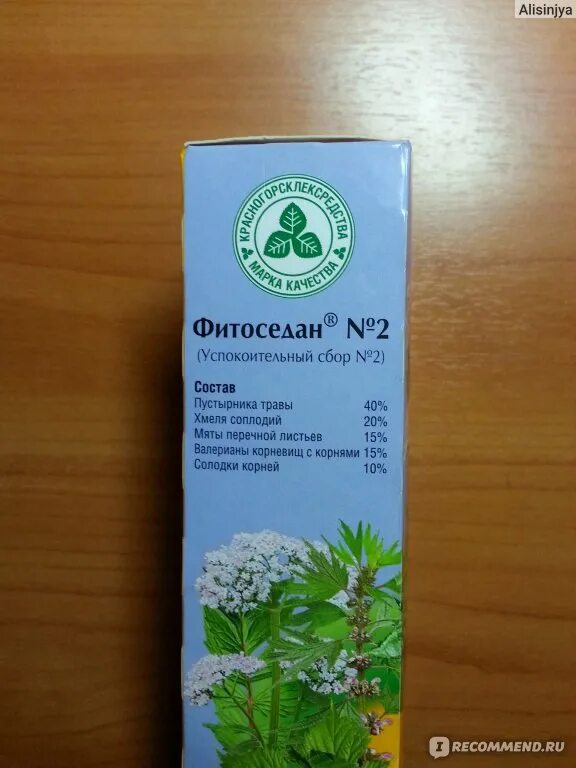 Alisinjya
КРАСНОГОРСКЛЕКСРЕДСТВА
МАРКА КАЧЕСТВА
Фитоседан® №2
(Успокоительный сбор №2)
Состав
Пустырника травы 40%
Хмеля соплодий 20%
Мяты перечной листьев 15%
Валерианы корневищ с корнями 15%
Солодки корней 10%
IRECOMMEND.RU